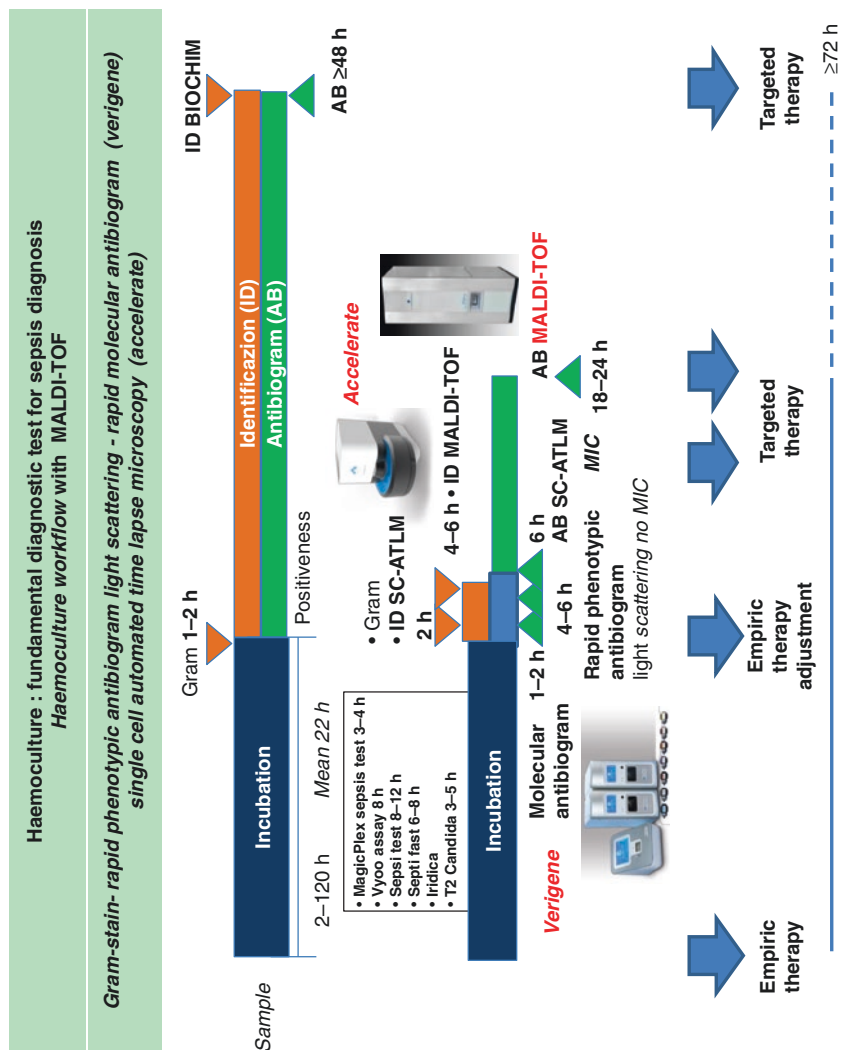 Haemoculture : fundamental diagnostic test for sepsis diagnosis
Haemoculture workflow with MALDI-TOF
Gram-stain- rapid phenotypic antibiogram light scattering - rapid molecular antibiogram (verigene)
single cell automated time lapse microscopy (accelerate)
ID BIOCHIM
Gram 1–2 h
Sample
Incubation
Identificazion (ID)
Antibiogram (AB)
2–120 h
Mean 22 h
Positiveness
AB ≥48 h
• MagicPlex sepsis test 3–4 h
• Vyoo assay 8 h
• Sepsi test 8–12 h
• Septi fast 6–8 h
• Iridica
• T2 Candida 3–5 h
Accelerate
• Gram
• ID SC-ATLM
2 h
4–6 h • ID MALDI-TOF
Incubation
Verigene
1–2 h
Molecular
antibiogram
4–6 h
Rapid phenotypic
antibiogram
light scattering no MIC
6 h
AB SC-ATLM
MIC
AB MALDI-TOF
18–24 h
Empiric
therapy
Empiric
therapy
adjustment
Targeted
therapy
Targeted
therapy
≥72 h